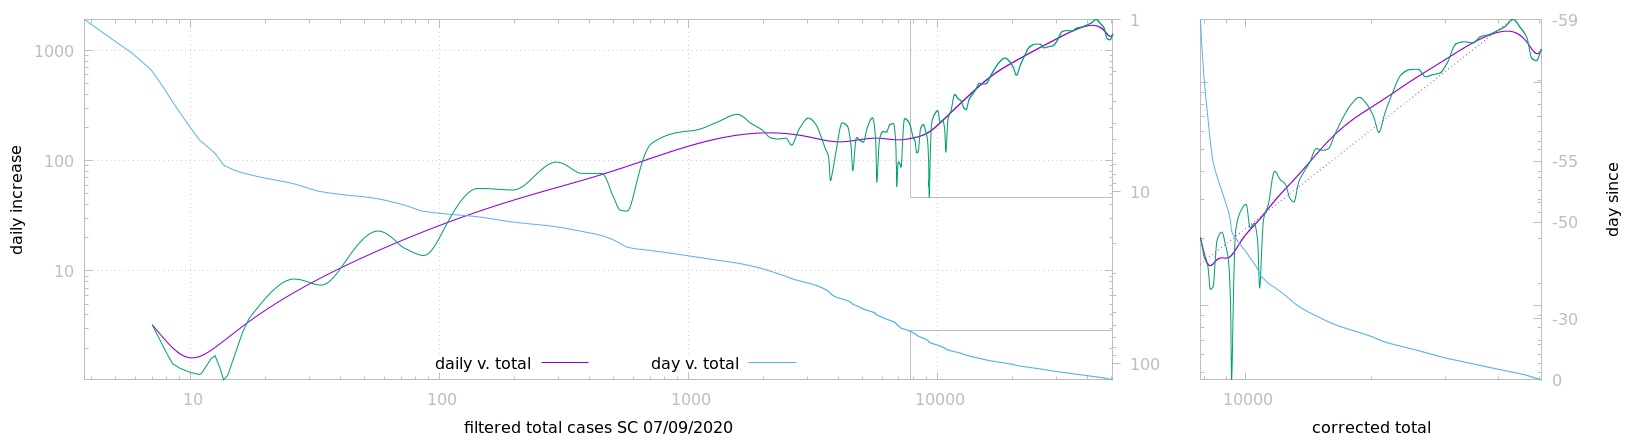 1000
100
10
daily increase
10
100
1000
10000
filtered total cases SC 07/09/2020
daily v. total
day v. total
1
10
100
10000
corrected total
-59
-55
-50
-30
0
day since